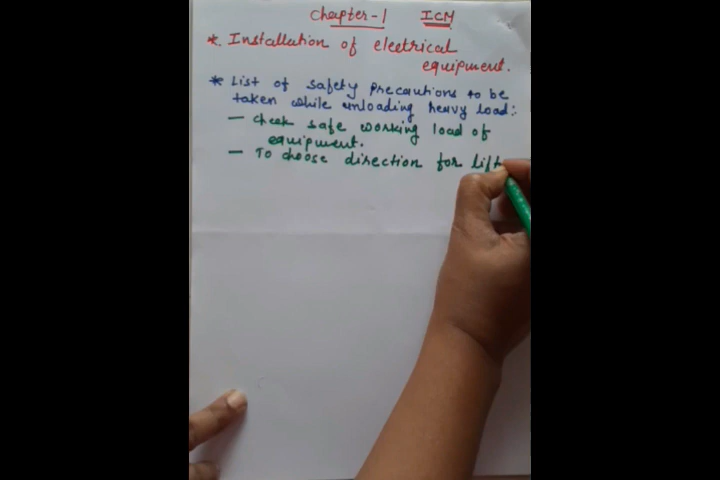 Chapter-1 ICM
*. Installation of electrical
equipment.
* List of safety precautions to be
taken while unloading heavy load:
- Check safe working load of
equipment.
- To choose direction for lift